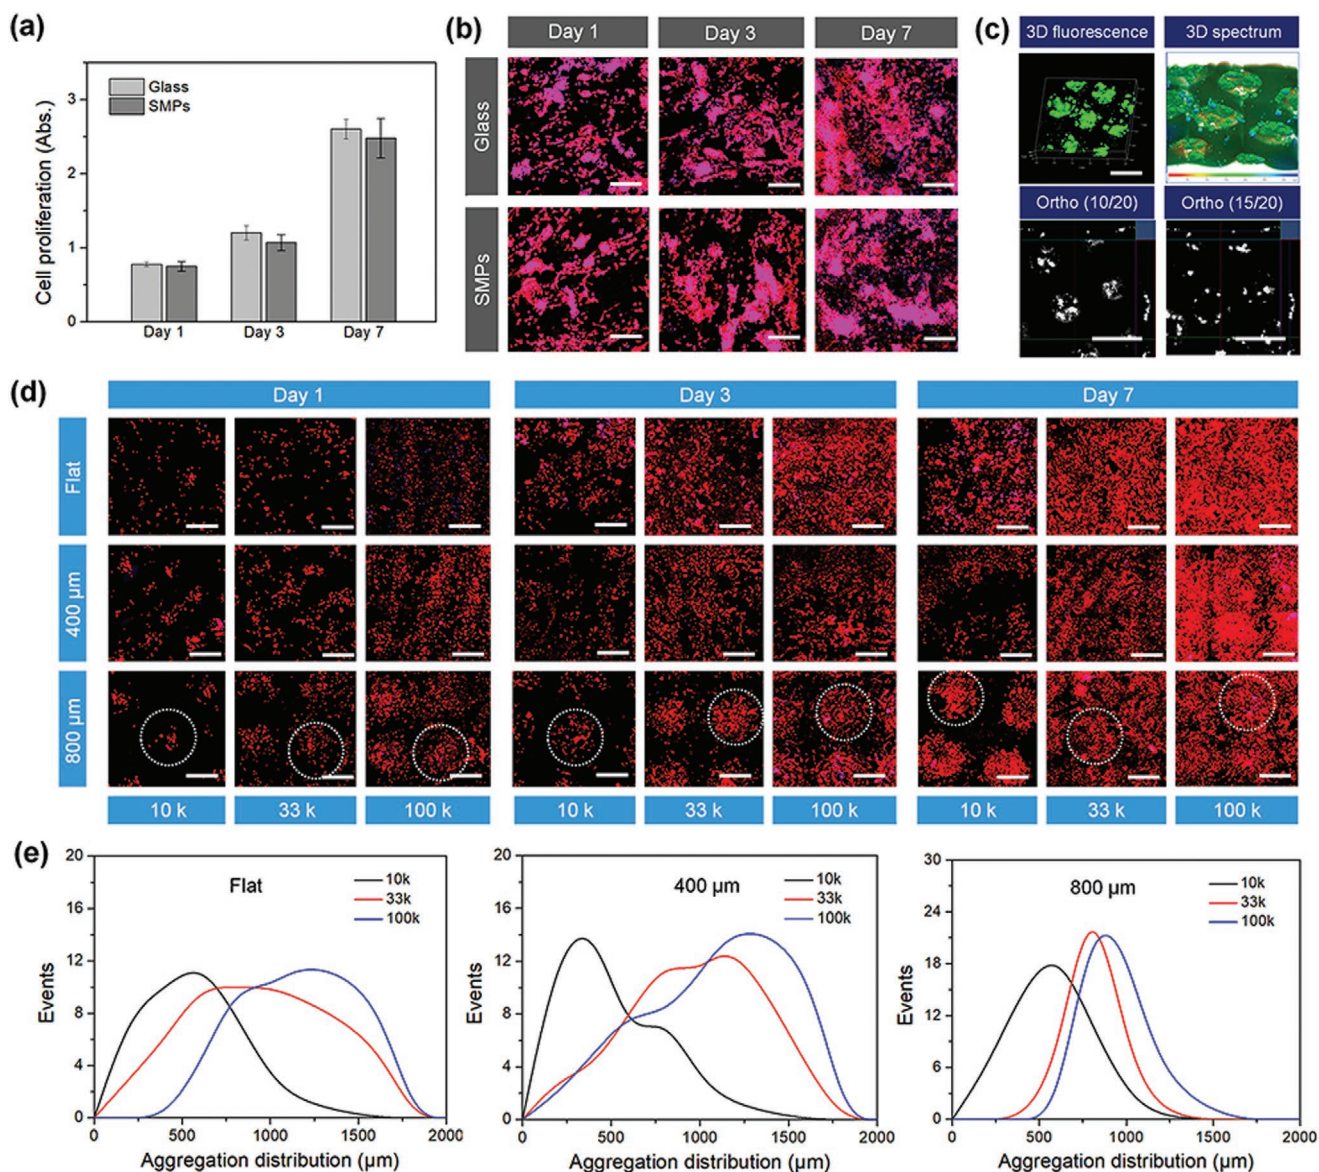 (a)
Glass
SMPs
Cell proliferation (Abs.)
3
2
1
0
Day 1 Day 3 Day 7
(b)
Day 1 Day 3 Day 7
Glass
SMPs
(c)
3D fluorescence 3D spectrum
Ortho (10/20) Ortho (15/20)
(d)
Day 1 Day 3 Day 7
Flat
400 µm
800 µm
10 k 33 k 100 k 10 k 33 k 100 k 10 k 33 k 100 k
(e)
Flat
10k
33k
100k
Events
20
16
12
8
4
0
0 500 1000 1500 2000
Aggregation distribution (µm)
400 µm
10k
33k
100k
Events
20
16
12
8
4
0
0 500 1000 1500 2000
Aggregation distribution (µm)
800 µm
10k
33k
100k
Events
30
24
18
12
6
0
0 500 1000 1500 2000
Aggregation distribution (µm)